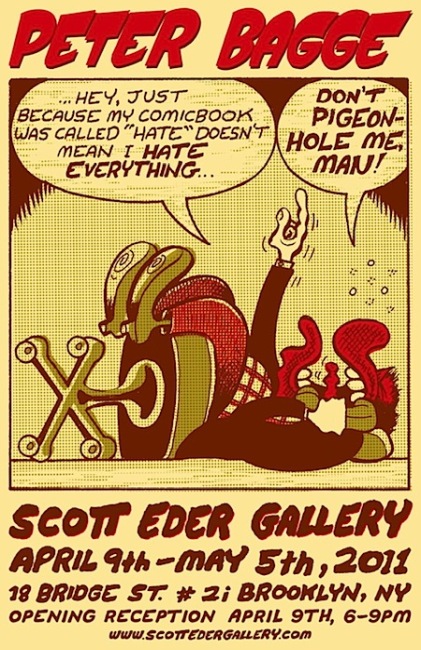 PETER BAGGE
...HEY, JUST
BECAUSE MY COMICBOOK
WAS CALLED "HATE" DOESN'T
MEAN I HATE
EVERYTHING...
DON'T
PIGEON-
HOLE ME,
MAN!
SCOTT EDER GALLERY
APRIL 9th - MAY 5th, 2011
18 BRIDGE ST. # 2i BROOKLYN, NY
OPENING RECEPTION APRIL 9TH, 6-9PM
WWW.SCOTTEDERGALLERY.COM